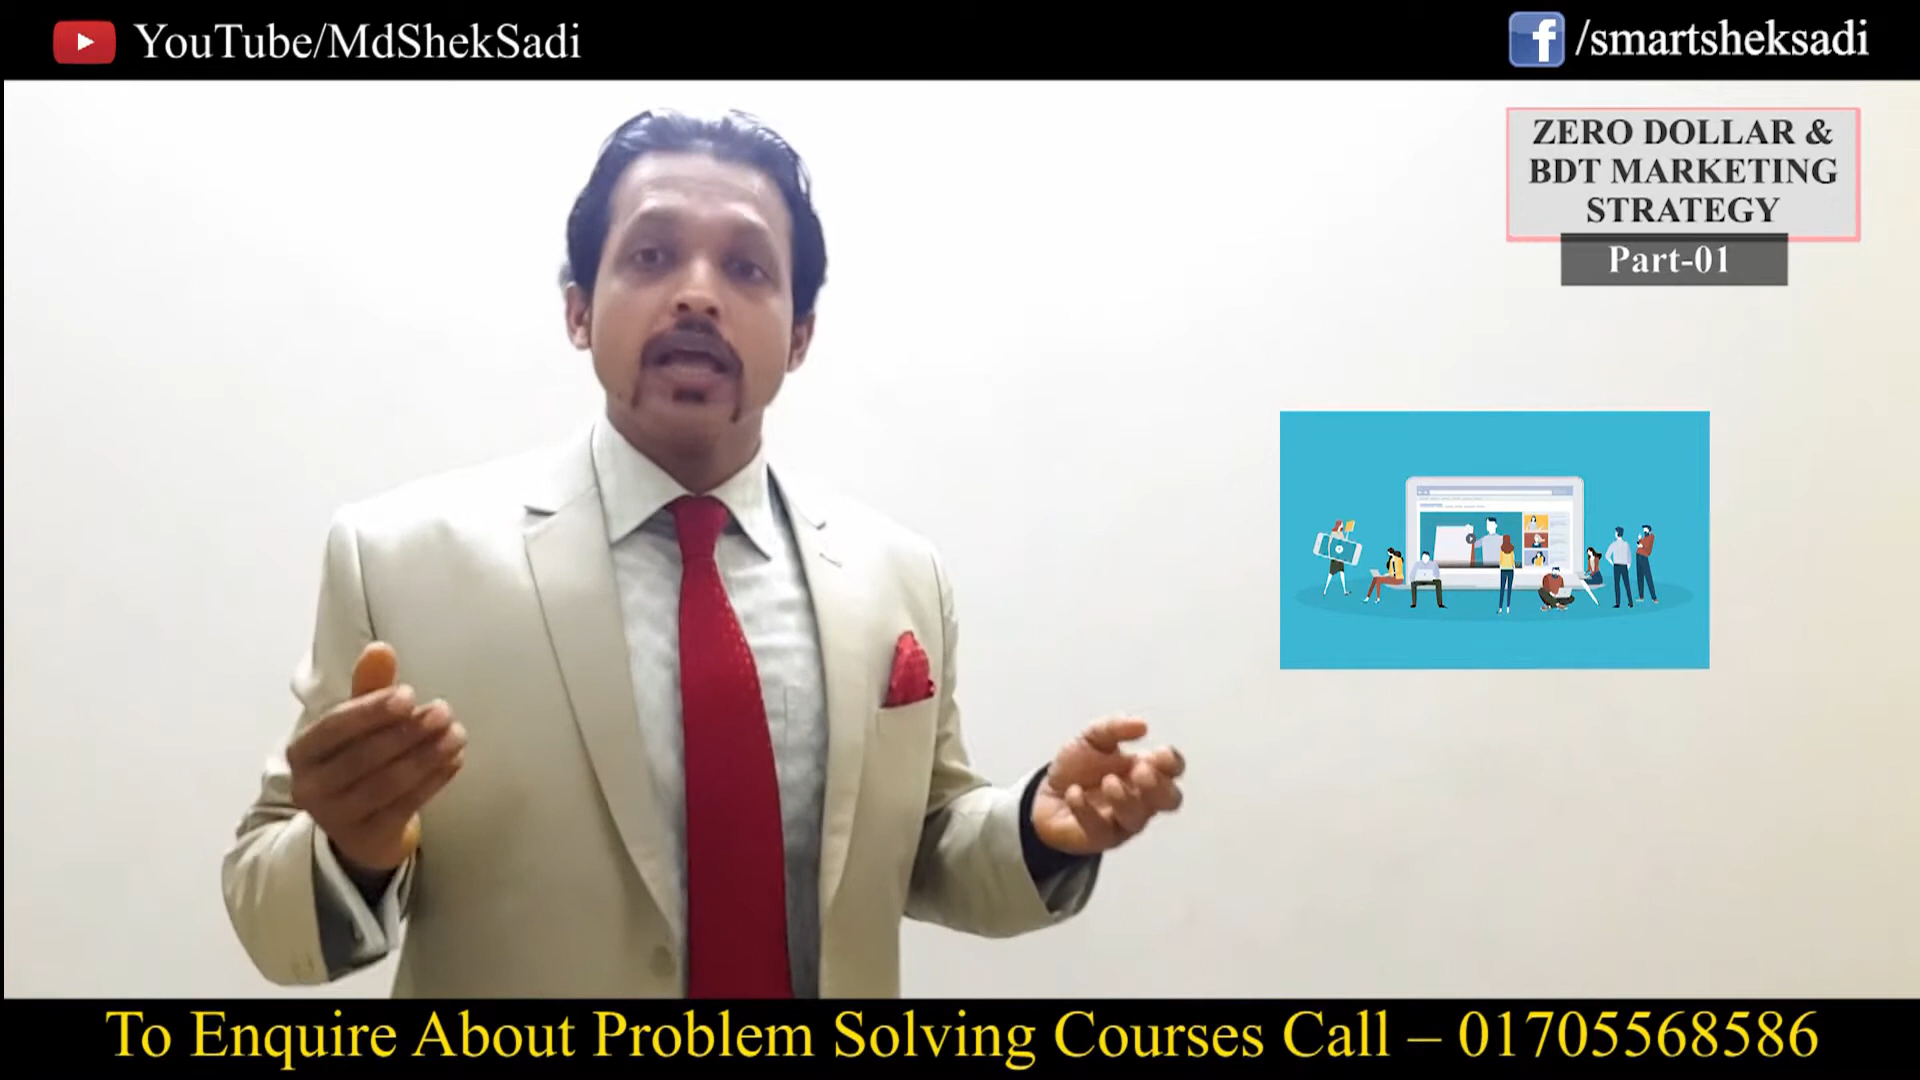 YouTube/MdShekSadi
/smartsheksadi
ZERO DOLLAR &
BDT MARKETING
STRATEGY
Part-01
To Enquire About Problem Solving Courses Call – 01705568586